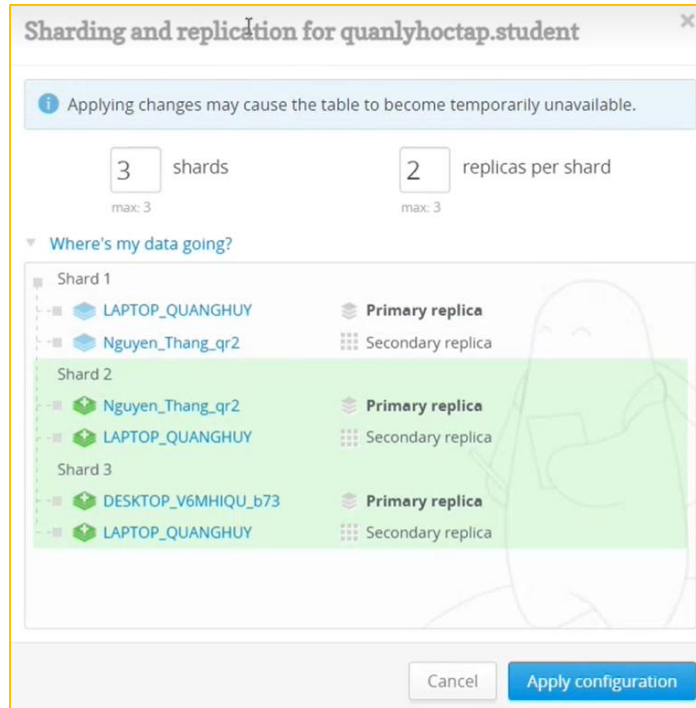 Sharding and replication for quanlyhoctap.student
Applying changes may cause the table to become temporarily unavailable.
3 shards 2 replicas per shard
max: 3 max: 3
Where's my data going?
Shard 1
LAPTOP_QUANGHUY Primary replica
Nguyen_Thang_qr2 Secondary replica
Shard 2
Nguyen_Thang_qr2 Primary replica
LAPTOP_QUANGHUY Secondary replica
Shard 3
DESKTOP_V6MHIQU_b73 Primary replica
LAPTOP_QUANGHUY Secondary replica
Cancel Apply configuration